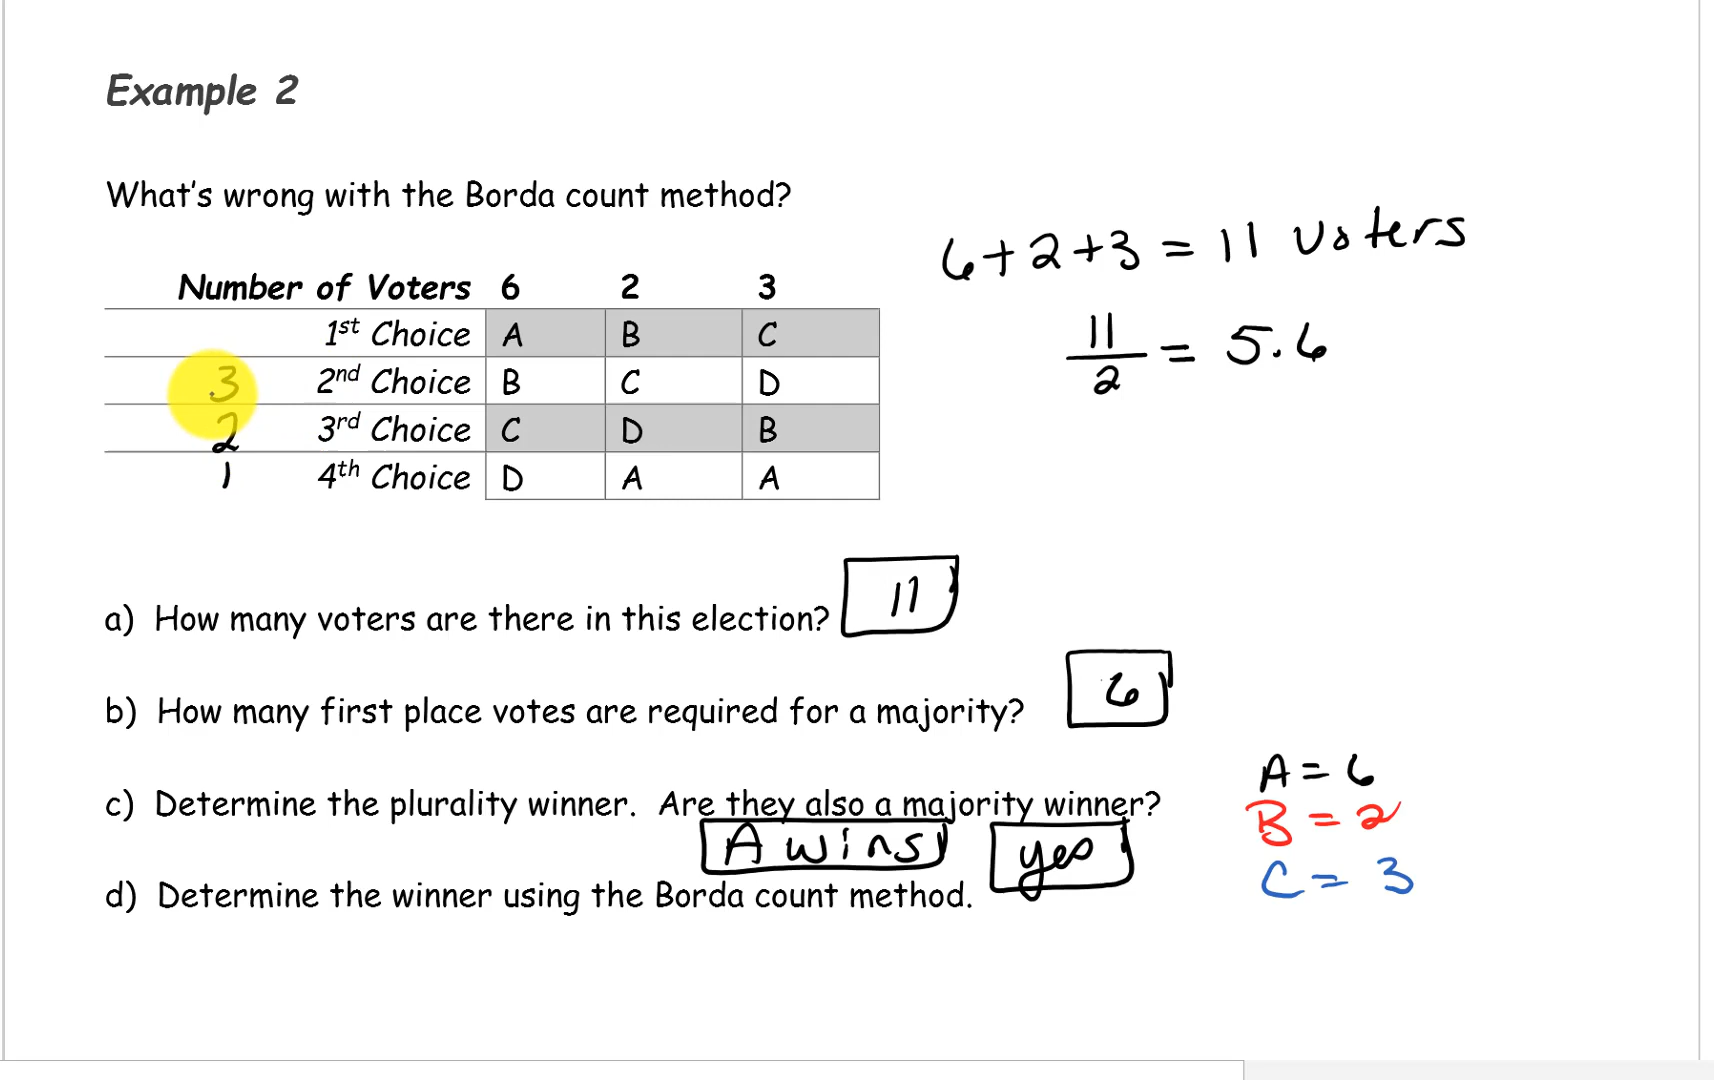 Example 2
What's wrong with the Borda count method?
6+2+3 = 11 voters
Number of Voters 6 2 3
1st Choice A B C
11/2 = 5.6
3 2nd Choice B C D
2 3rd Choice C D B
1 4th Choice D A A
a) How many voters are there in this election? 11
b) How many first place votes are required for a majority? 6
A = 6
c) Determine the plurality winner. Are they also a majority winner?
B = 2
A wins yes
C = 3
d) Determine the winner using the Borda count method.